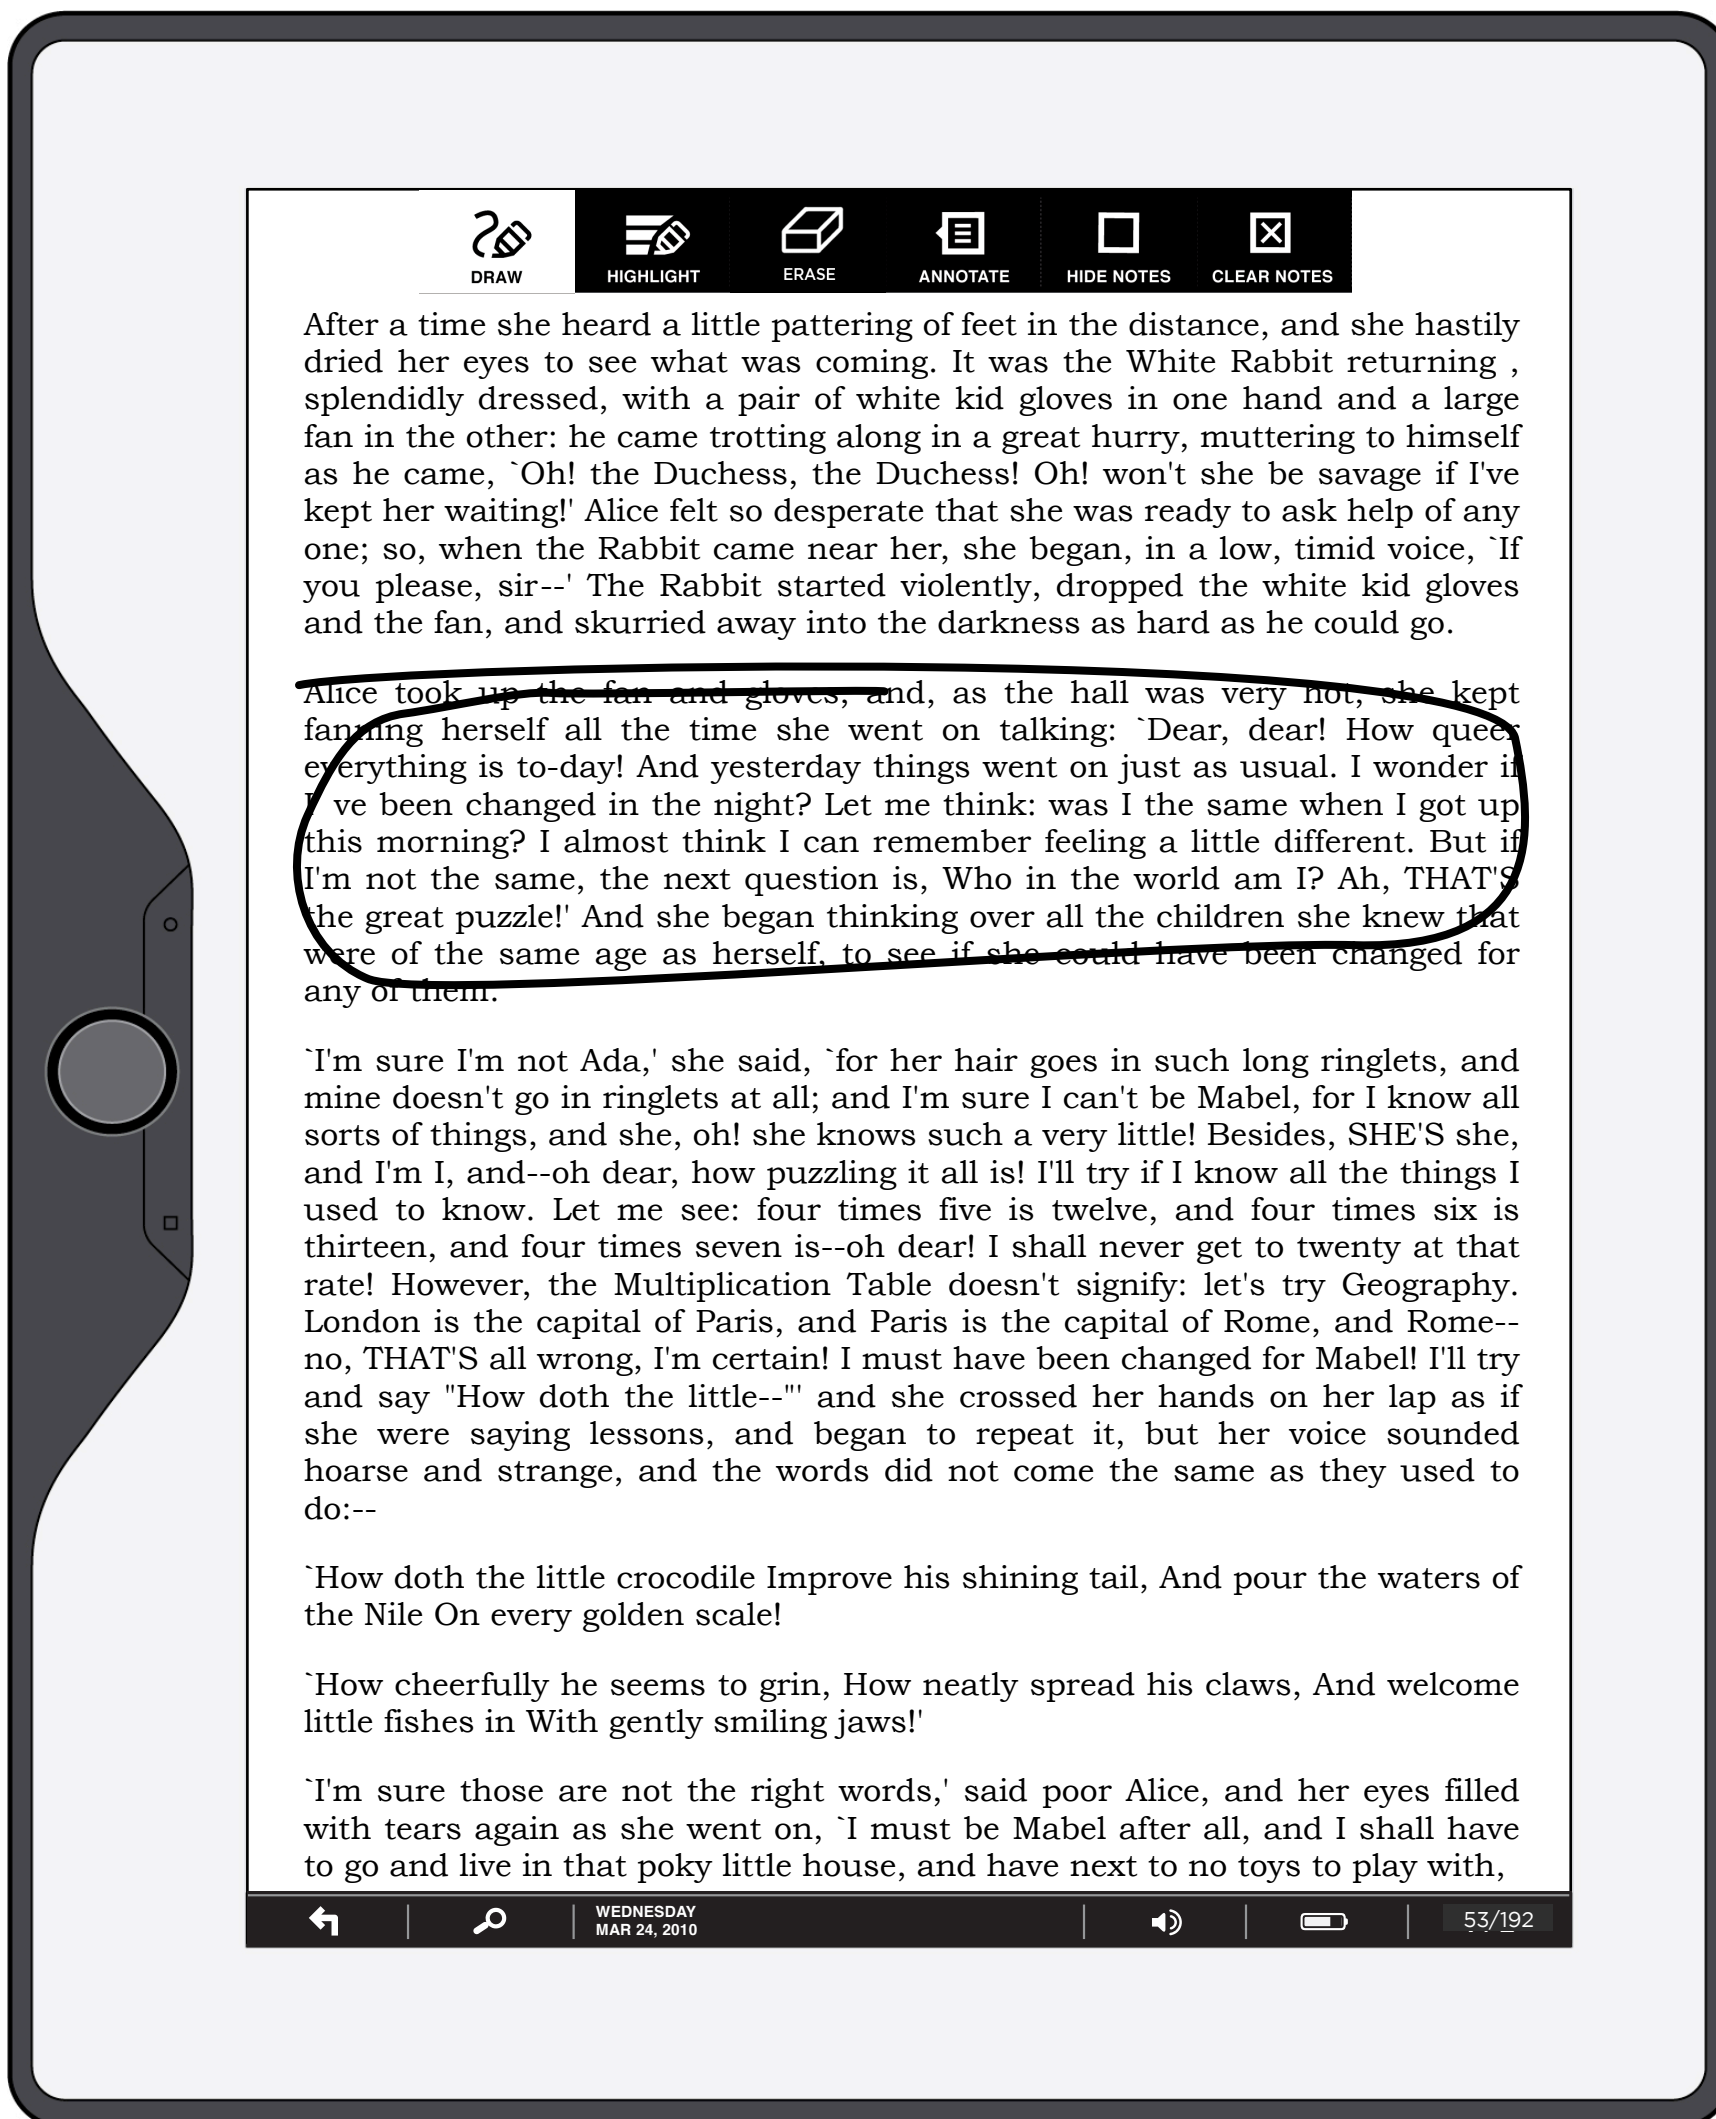 DRAW HIGHLIGHT ERASE ANNOTATE HIDE NOTES CLEAR NOTES
After a time she heard a little pattering of feet in the distance, and she hastily
dried her eyes to see what was coming. It was the White Rabbit returning ,
splendidly dressed, with a pair of white kid gloves in one hand and a large
fan in the other: he came trotting along in a great hurry, muttering to himself
as he came, `Oh! the Duchess, the Duchess! Oh! won't she be savage if I've
kept her waiting!' Alice felt so desperate that she was ready to ask help of any
one; so, when the Rabbit came near her, she began, in a low, timid voice, `If
you please, sir--' The Rabbit started violently, dropped the white kid gloves
and the fan, and skurried away into the darkness as hard as he could go.
Alice took up the fan and gloves, and, as the hall was very hot, she kept
fanning herself all the time she went on talking: `Dear, dear! How queer
everything is to-day! And yesterday things went on just as usual. I wonder if
I' ve been changed in the night? Let me think: was I the same when I got up
this morning? I almost think I can remember feeling a little different. But if
I'm not the same, the next question is, Who in the world am I? Ah, THAT'S
the great puzzle!' And she began thinking over all the children she knew that
were of the same age as herself, to see if she could have been changed for
any of them.
`I'm sure I'm not Ada,' she said, `for her hair goes in such long ringlets, and
mine doesn't go in ringlets at all; and I'm sure I can't be Mabel, for I know all
sorts of things, and she, oh! she knows such a very little! Besides, SHE'S she,
and I'm I, and--oh dear, how puzzling it all is! I'll try if I know all the things I
used to know. Let me see: four times five is twelve, and four times six is
thirteen, and four times seven is--oh dear! I shall never get to twenty at that
rate! However, the Multiplication Table doesn't signify: let's try Geography.
London is the capital of Paris, and Paris is the capital of Rome, and Rome--
no, THAT'S all wrong, I'm certain! I must have been changed for Mabel! I'll try
and say "How doth the little--"' and she crossed her hands on her lap as if
she were saying lessons, and began to repeat it, but her voice sounded
hoarse and strange, and the words did not come the same as they used to
do:--
`How doth the little crocodile Improve his shining tail, And pour the waters of
the Nile On every golden scale!
`How cheerfully he seems to grin, How neatly spread his claws, And welcome
little fishes in With gently smiling jaws!'
`I'm sure those are not the right words,' said poor Alice, and her eyes filled
with tears again as she went on, `I must be Mabel after all, and I shall have
to go and live in that poky little house, and have next to no toys to play with,
WEDNESDAY
MAR 24, 2010
53/192